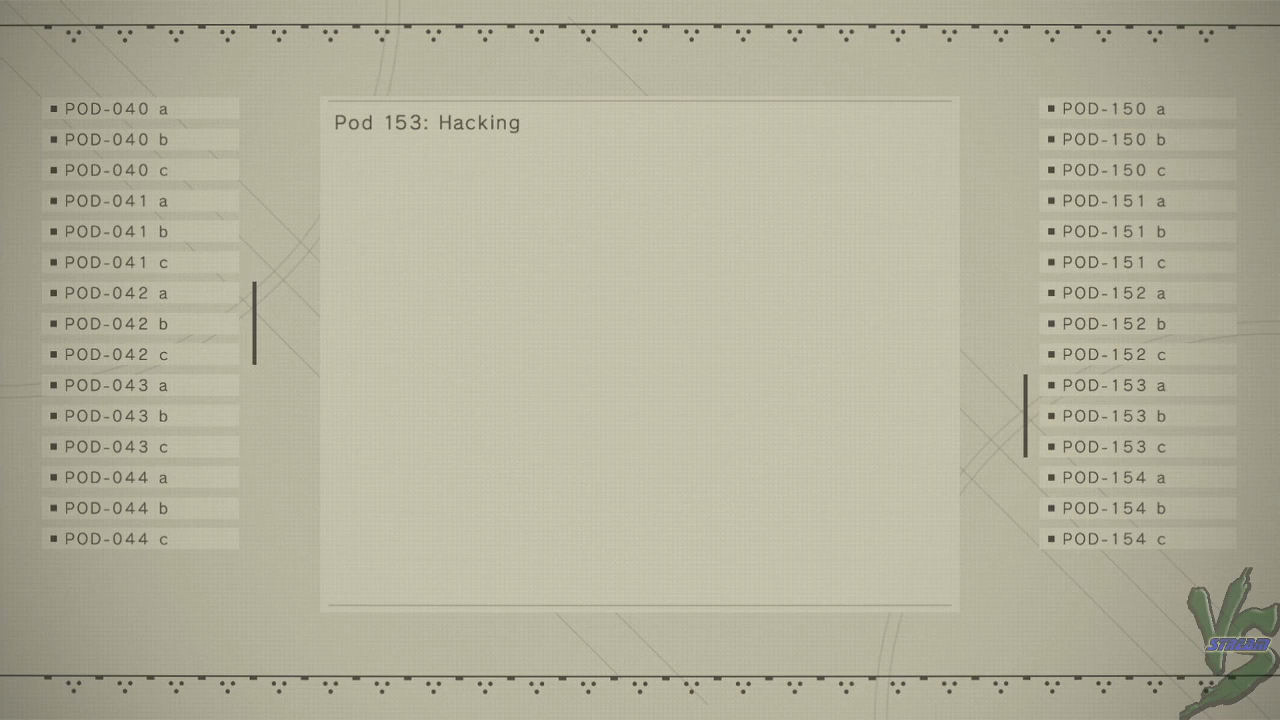 POD-040 a
POD-040 b
POD-040 c
POD-041 a
POD-041 b
POD-041 c
POD-042 a
POD-042 b
POD-042 c
POD-043 a
POD-043 b
POD-043 c
POD-044 a
POD-044 b
POD-044 c
Pod 153: Hacking
POD-150 a
POD-150 b
POD-150 c
POD-151 a
POD-151 b
POD-151 c
POD-152 a
POD-152 b
POD-152 c
POD-153 a
POD-153 b
POD-153 c
POD-154 a
POD-154 b
POD-154 c
VS
STREAM